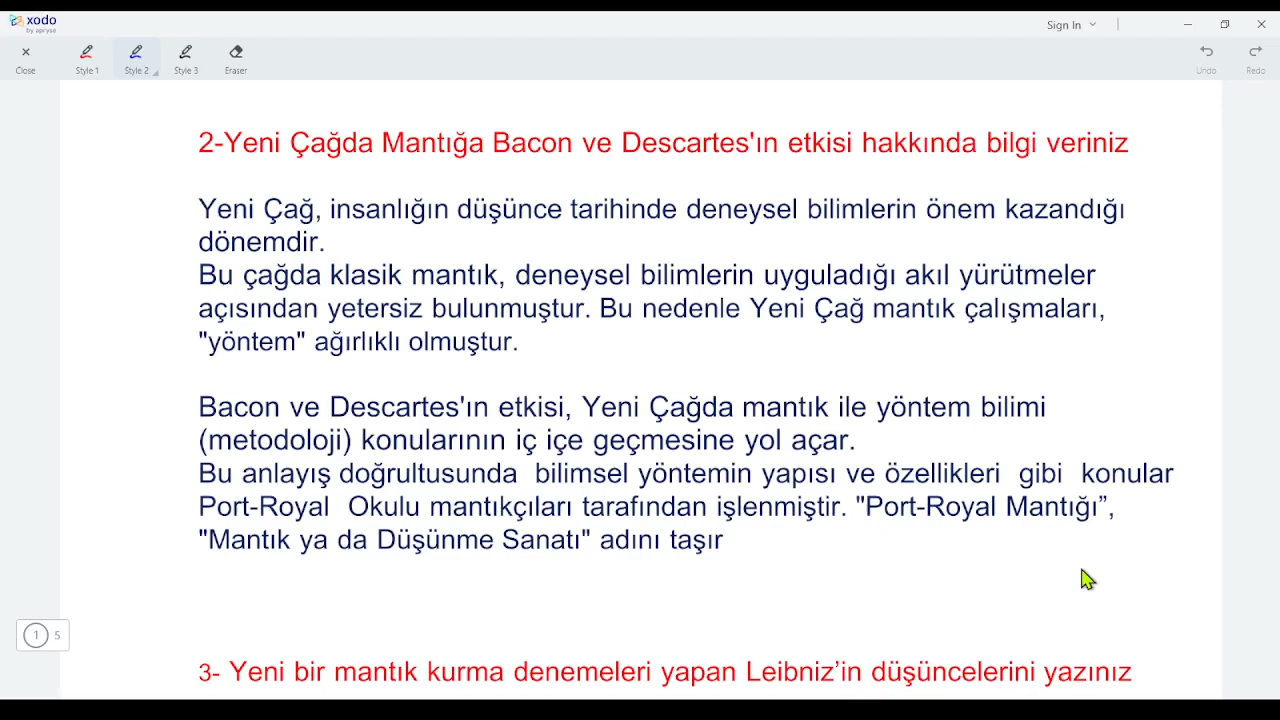 xodo
by apryse
Sign In
Close
Style 1
Style 2
Style 3
Eraser
Undo
Redo
2-Yeni Çağda Mantığa Bacon ve Descartes'ın etkisi hakkında bilgi veriniz
Yeni Çağ, insanlığın düşünce tarihinde deneysel bilimlerin önem kazandığı
dönemdir.
Bu çağda klasik mantık, deneysel bilimlerin uyguladığı akıl yürütmeler
açısından yetersiz bulunmuştur. Bu nedenle Yeni Çağ mantık çalışmaları,
"yöntem" ağırlıklı olmuştur.
Bacon ve Descartes'ın etkisi, Yeni Çağda mantık ile yöntem bilimi
(metodoloji) konularının iç içe geçmesine yol açar.
Bu anlayış doğrultusunda bilimsel yöntemin yapısı ve özellikleri gibi konular
Port-Royal Okulu mantıkçıları tarafından işlenmiştir. "Port-Royal Mantığı”,
"Mantık ya da Düşünme Sanatı" adını taşır
1 5
3- Yeni bir mantık kurma denemeleri yapan Leibniz’in düşüncelerini yazınız